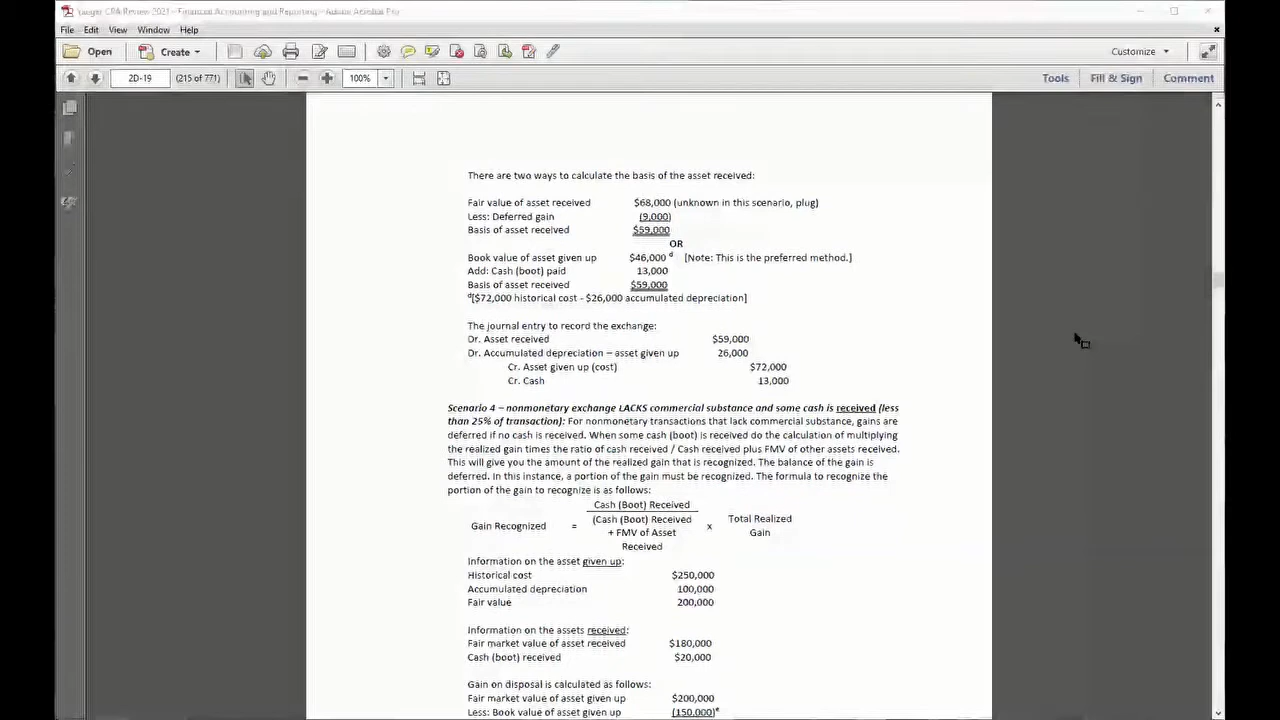 Yaeger CPA Review 2021 - Financial Accounting and Reporting - Adobe Acrobat Pro
File Edit View Window Help
Open Create Customize
2D-19 (215 of 771) 100% Tools Fill & Sign Comment
There are two ways to calculate the basis of the asset received:
Fair value of asset received $68,000 (unknown in this scenario, plug)
Less: Deferred gain (9,000)
Basis of asset received $59,000
OR
Book value of asset given up $46,000 d [Note: This is the preferred method.]
Add: Cash (boot) paid 13,000
Basis of asset received $59,000
d[$72,000 historical cost - $26,000 accumulated depreciation]
The journal entry to record the exchange:
Dr. Asset received $59,000
Dr. Accumulated depreciation – asset given up 26,000
Cr. Asset given up (cost) $72,000
Cr. Cash 13,000
Scenario 4 – nonmonetary exchange LACKS commercial substance and some cash is received (less
than 25% of transaction): For nonmonetary transactions that lack commercial substance, gains are
deferred if no cash is received. When some cash (boot) is received do the calculation of multiplying
the realized gain times the ratio of cash received / Cash received plus FMV of other assets received.
This will give you the amount of the realized gain that is recognized. The balance of the gain is
deferred. In this instance, a portion of the gain must be recognized. The formula to recognize the
portion of the gain to recognize is as follows:
Cash (Boot) Received
Gain Recognized = (Cash (Boot) Received x Total Realized
+ FMV of Asset Gain
Received
Information on the asset given up:
Historical cost $250,000
Accumulated depreciation 100,000
Fair value 200,000
Information on the assets received:
Fair market value of asset received $180,000
Cash (boot) received $20,000
Gain on disposal is calculated as follows:
Fair market value of asset given up $200,000
Less: Book value of asset given up (150,000)e